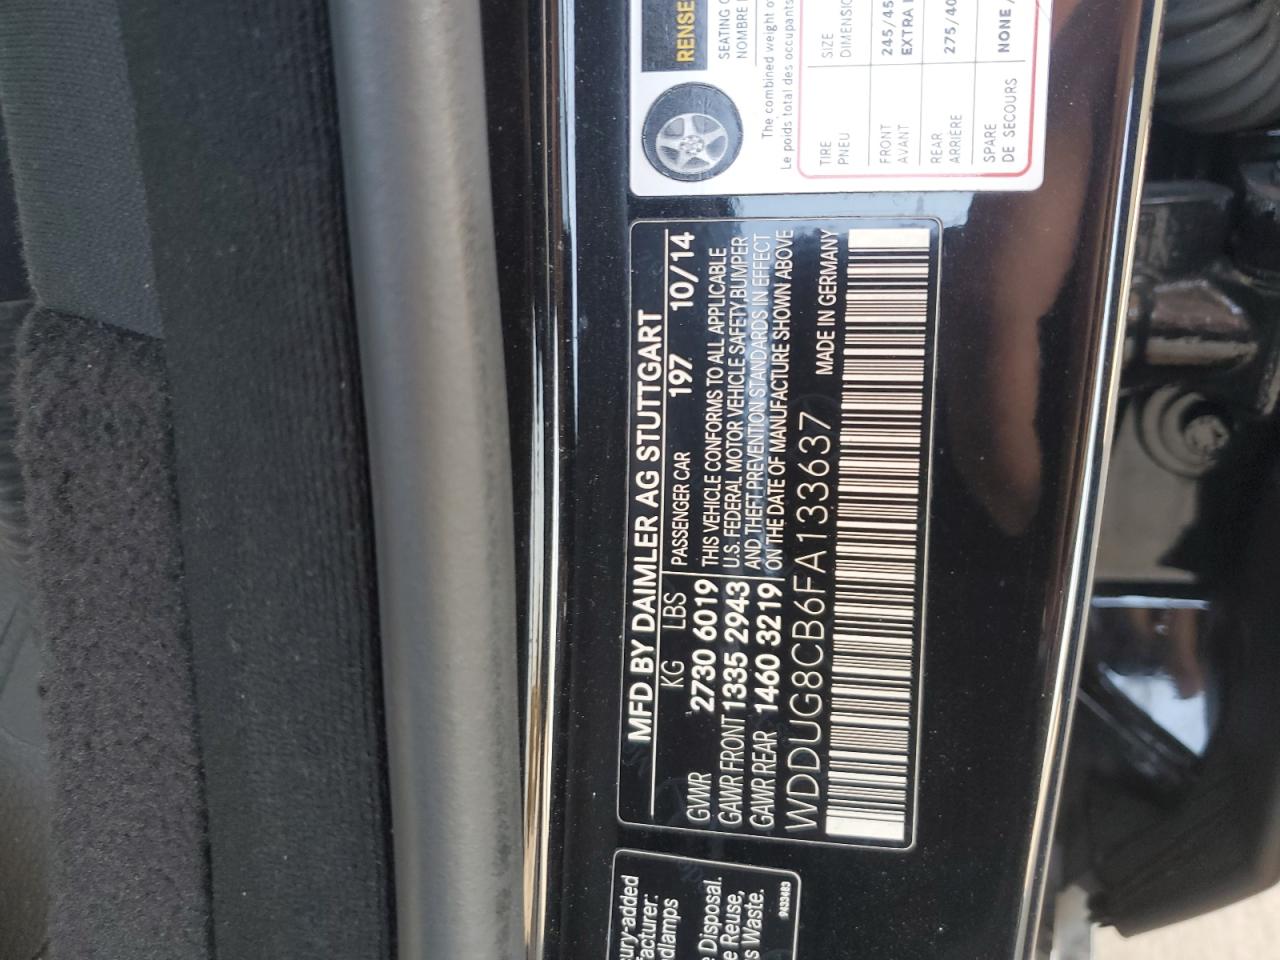 MFD. BY DAIMLER AG STUTTGART
KG LBS PASSENGER CAR 197 10/14
GVWR 2730 6019
GAWR FRONT 1335 2943
GAWR REAR 1460 3219
THIS VEHICLE CONFORMS TO ALL APPLICABLE
U.S. FEDERAL MOTOR VEHICLE SAFETY, BUMPER
AND THEFT PREVENTION STANDARDS IN EFFECT
ON THE DATE OF MANUFACTURE SHOWN ABOVE
WDDUG8CB6FA133637 MADE IN GERMANY
RENSE
SEATING
NOMBRE
The combined weight
Le poids total des occupants
TIRE SIZE
PNEU DIMENSIO
FRONT 245/45
AVANT EXTRA
REAR 275/40
ARRIÈRE
SPARE NONE /
DE SECOURS
ury-added
facturer:
adlamps
Disposal.
Reuse,
Waste.